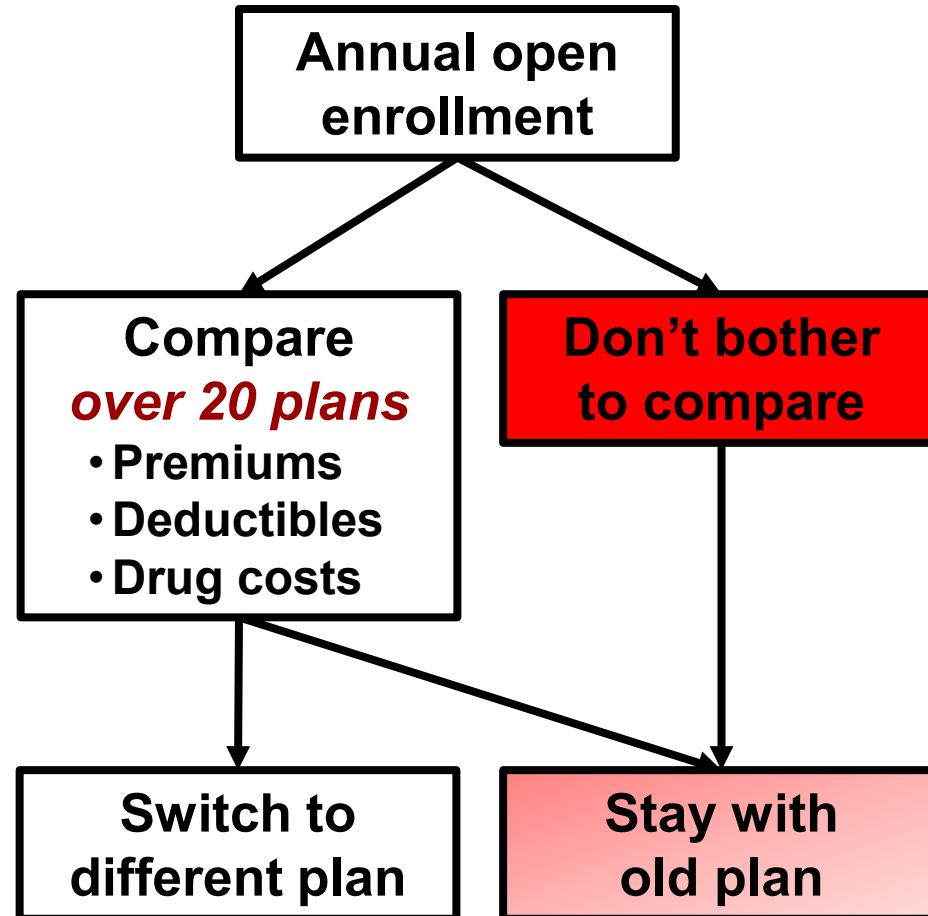 Annual open
enrollment
Compare
over 20 plans
• Premiums
• Deductibles
• Drug costs
Don’t bother
to compare
Switch to
different plan
Stay with
old plan